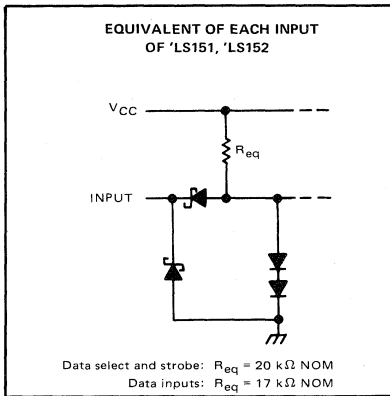 EQUIVALENT OF EACH INPUT
OF 'LS151, 'LS152
VCC
Req
INPUT
Data select and strobe: Req = 20 kΩ NOM
Data inputs: Req = 17 kΩ NOM